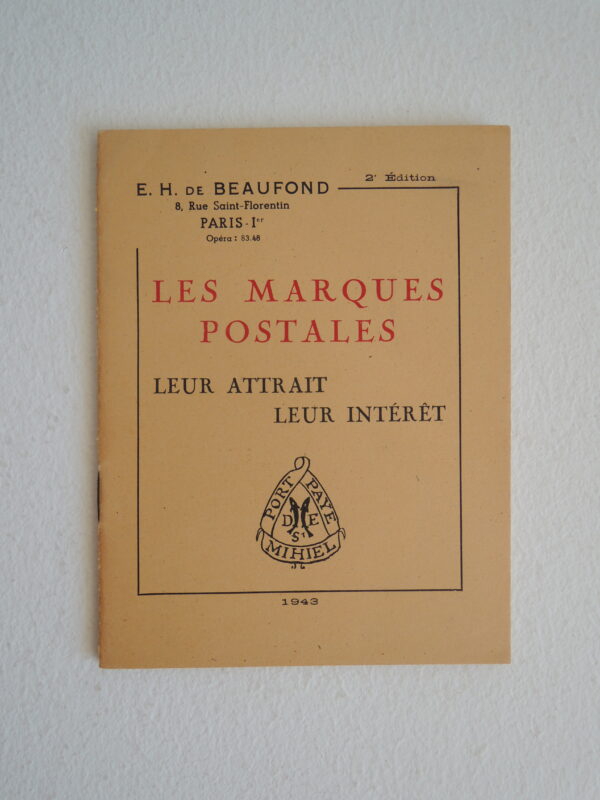 2e Édition
E. H. DE BEAUFOND
8, Rue Saint-Florentin
PARIS-Ier
Opéra : 83.48
LES MARQUES
POSTALES
LEUR ATTRAIT
LEUR INTÉRÊT
PORT PAYE
D E
St
MIHIEL
1943